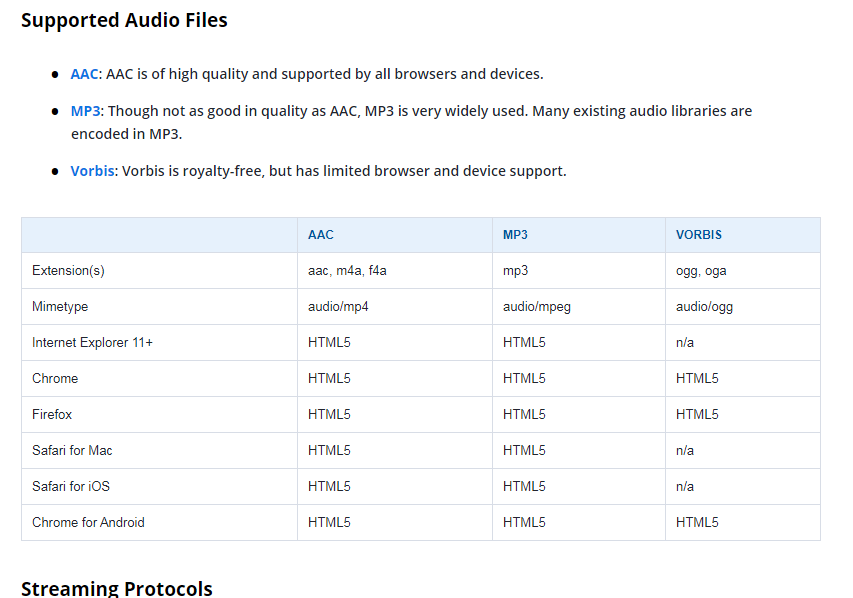 Supported Audio Files
● AAC: AAC is of high quality and supported by all browsers and devices.
● MP3: Though not as good in quality as AAC, MP3 is very widely used. Many existing audio libraries are
encoded in MP3.
● Vorbis: Vorbis is royalty-free, but has limited browser and device support.
AAC MP3 VORBIS
Extension(s) aac, m4a, f4a mp3 ogg, oga
Mimetype audio/mp4 audio/mpeg audio/ogg
Internet Explorer 11+ HTML5 HTML5 n/a
Chrome HTML5 HTML5 HTML5
Firefox HTML5 HTML5 HTML5
Safari for Mac HTML5 HTML5 n/a
Safari for iOS HTML5 HTML5 n/a
Chrome for Android HTML5 HTML5 HTML5
Streaming Protocols